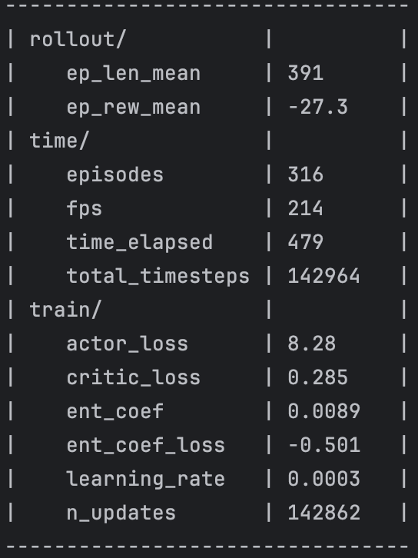 ----------------------------------
| rollout/           |           |
|    ep_len_mean     | 391       |
|    ep_rew_mean     | -27.3     |
| time/              |           |
|    episodes        | 316       |
|    fps             | 214       |
|    time_elapsed    | 479       |
|    total_timesteps | 142964    |
| train/             |           |
|    actor_loss      | 8.28      |
|    critic_loss     | 0.285     |
|    ent_coef        | 0.0089    |
|    ent_coef_loss   | -0.501    |
|    learning_rate   | 0.0003    |
|    n_updates       | 142862    |
----------------------------------